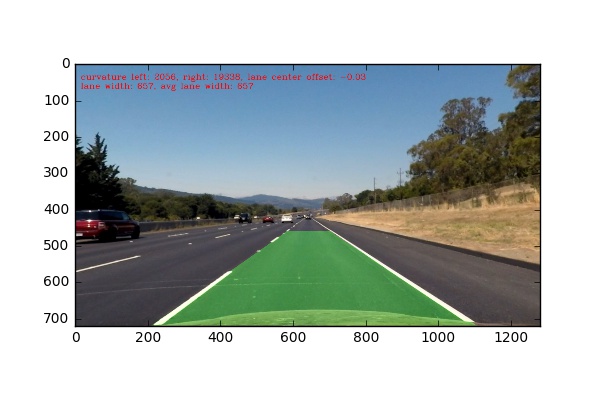 curvature left: 2056, right: 19338, lane center offset: -0.03
lane width: 857, avg lane width: 857
0
100
200
300
400
500
600
700
0 200 400 600 800 1000 1200